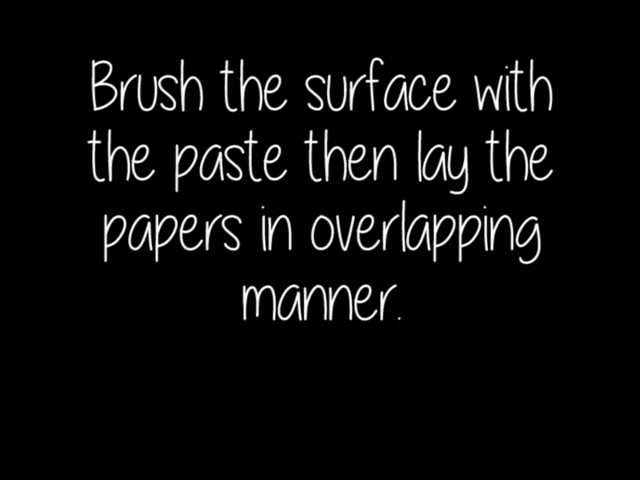 Brush the surface with
the paste then lay the
papers in overlapping
manner.